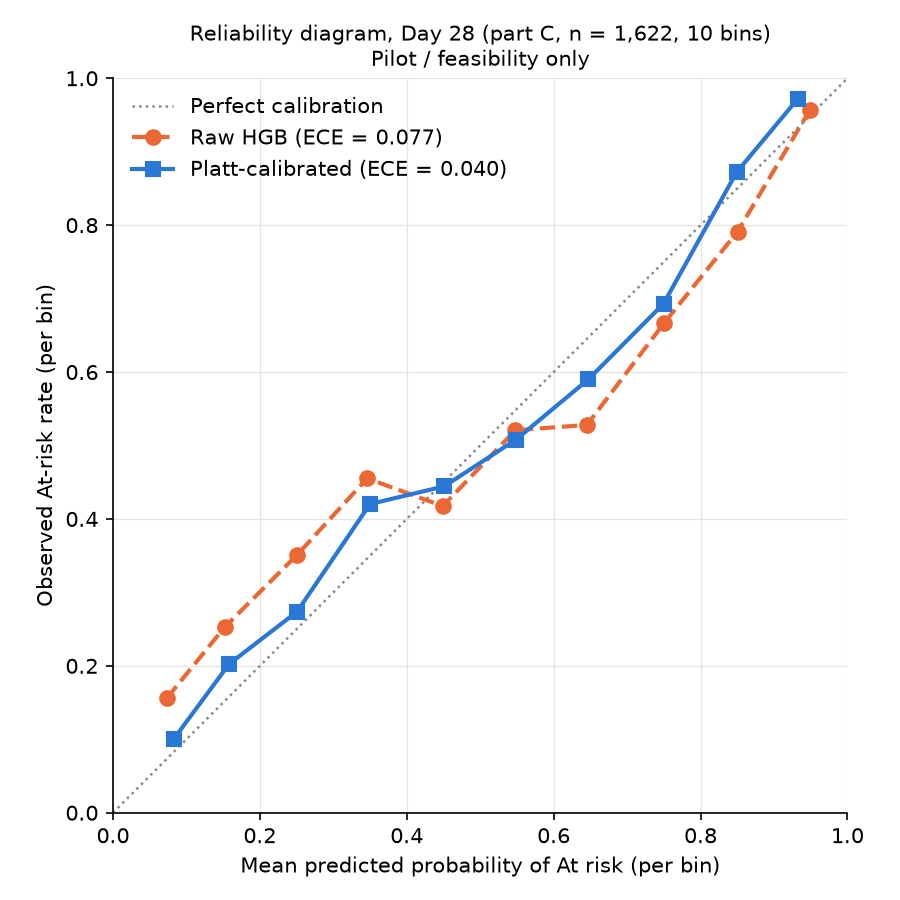 Reliability diagram, Day 28 (part C, n = 1,622, 10 bins)
Pilot / feasibility only
Perfect calibration
Raw HGB (ECE = 0.077)
Platt-calibrated (ECE = 0.040)
Observed At-risk rate (per bin)
1.0
0.8
0.6
0.4
0.2
0.0
0.0 0.2 0.4 0.6 0.8 1.0
Mean predicted probability of At risk (per bin)